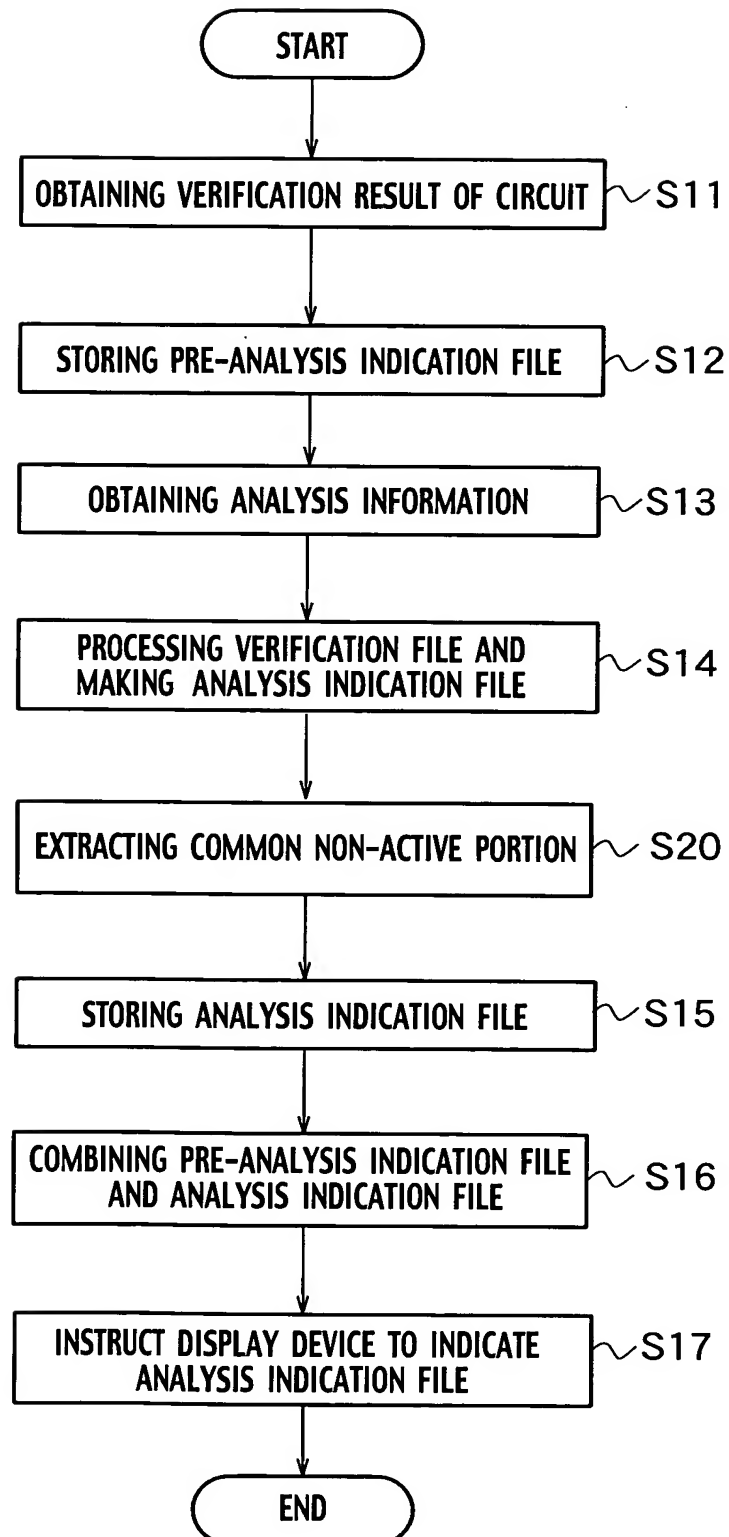 START
OBTAINING VERIFICATION RESULT OF CIRCUIT
S11
STORING PRE-ANALYSIS INDICATION FILE
S12
OBTAINING ANALYSIS INFORMATION
S13
PROCESSING VERIFICATION FILE AND
MAKING ANALYSIS INDICATION FILE
S14
EXTRACTING COMMON NON-ACTIVE PORTION
S20
STORING ANALYSIS INDICATION FILE
S15
COMBINING PRE-ANALYSIS INDICATION FILE
AND ANALYSIS INDICATION FILE
S16
INSTRUCT DISPLAY DEVICE TO INDICATE
ANALYSIS INDICATION FILE
S17
END